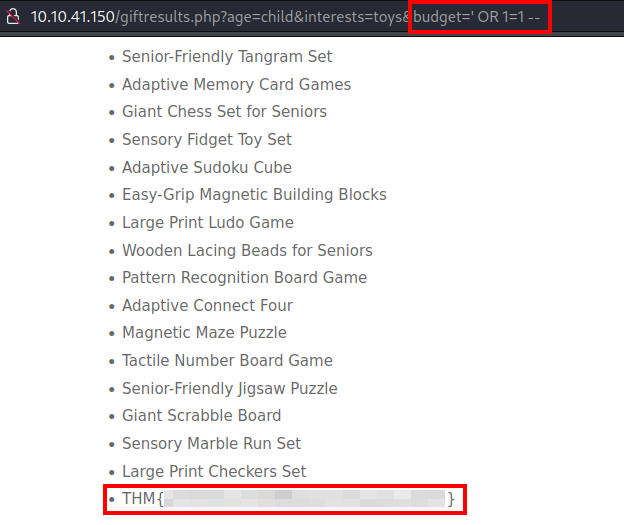 10.10.41.150/giftresults.php?age=child&interests=toys&budget=' OR 1=1 --
• Senior-Friendly Tangram Set
• Adaptive Memory Card Games
• Giant Chess Set for Seniors
• Sensory Fidget Toy Set
• Adaptive Sudoku Cube
• Easy-Grip Magnetic Building Blocks
• Large Print Ludo Game
• Wooden Lacing Beads for Seniors
• Pattern Recognition Board Game
• Adaptive Connect Four
• Magnetic Maze Puzzle
• Tactile Number Board Game
• Senior-Friendly Jigsaw Puzzle
• Giant Scrabble Board
• Sensory Marble Run Set
• Large Print Checkers Set
• THM{ }